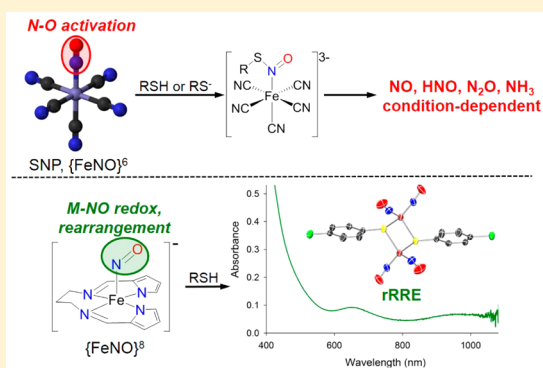 N-O activation
SNP, {FeNO}6
RSH or RS-
R S N O
NC CN
Fe
NC CN
CN
3-
NO, HNO, N2O, NH3
condition-dependent
M-NO redox,
rearrangement
O
N
-
Fe
N N
N N
{FeNO}8
RSH
rRRE
Absorbance
0.5
0.4
0.3
0.2
0.1
0.0
400 600 800 1000
Wavelength (nm)